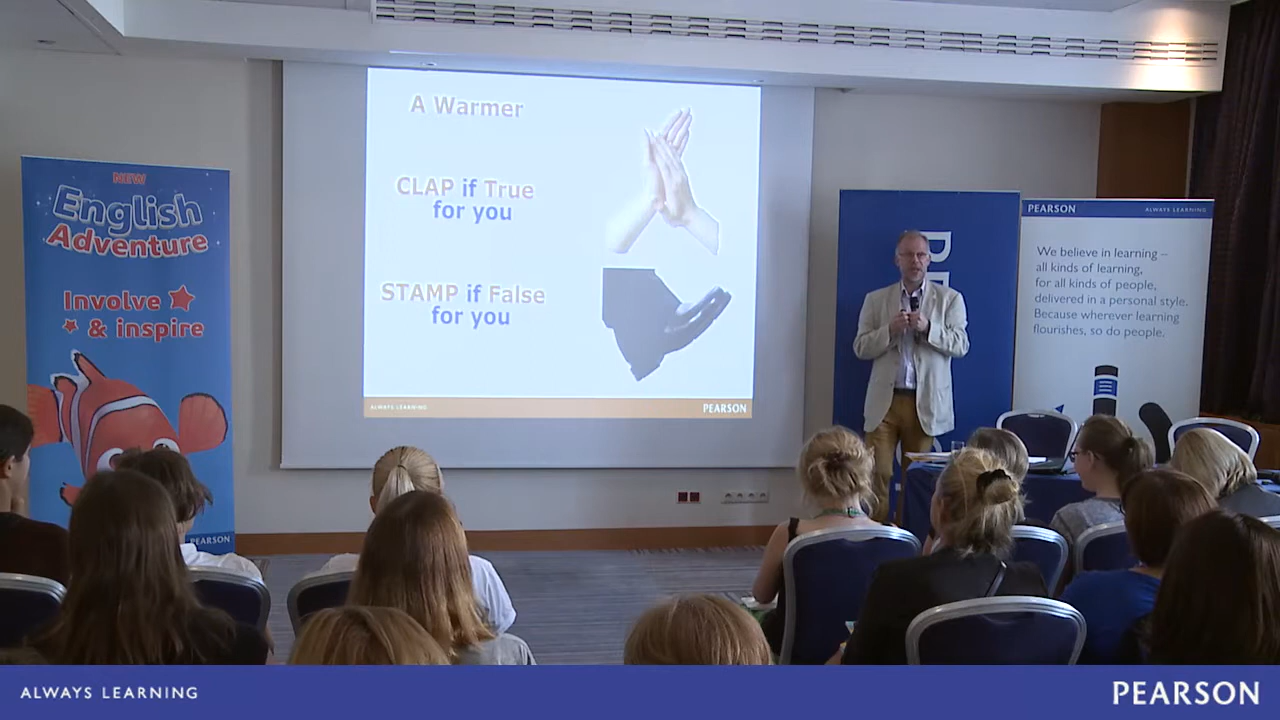 A Warmer
CLAP if True
for you
STAMP if False
for you
ALWAYS LEARNING
PEARSON
NEW
English
Adventure
Involve
& inspire
PEARSON
PEARSON
ALWAYS LEARNING
We believe in learning –
all kinds of learning,
for all kinds of people,
delivered in a personal style.
Because wherever learning
flourishes, so do people.
ALWAYS LEARNING
PEARSON